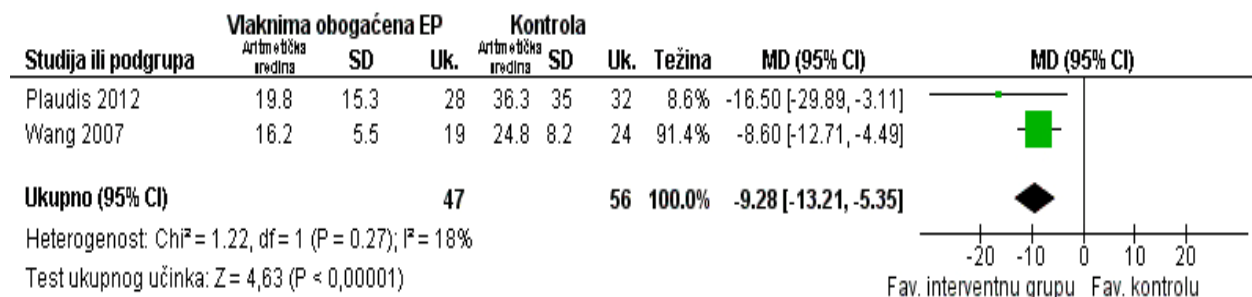 Vlaknima obogaćena EP Kontrola
Studija ili podgrupa Aritmetička sredina SD Uk. Aritmetička sredina SD Uk. Težina MD (95% CI) MD (95% CI)
Plaudis 2012 19.8 15.3 28 36.3 35 32 8.6% -16.50 [-29.89, -3.11]
Wang 2007 16.2 5.5 19 24.8 8.2 24 91.4% -8.60 [-12.71, -4.49]
Ukupno (95% CI) 47 56 100.0% -9.28 [-13.21, -5.35]
Heterogenost: Chi² = 1.22, df = 1 (P = 0.27); I² = 18%
Test ukupnog učinka: Z = 4,63 (P < 0,00001)
-20 -10 0 10 20
Fav. interventnu grupu Fav. kontrolu